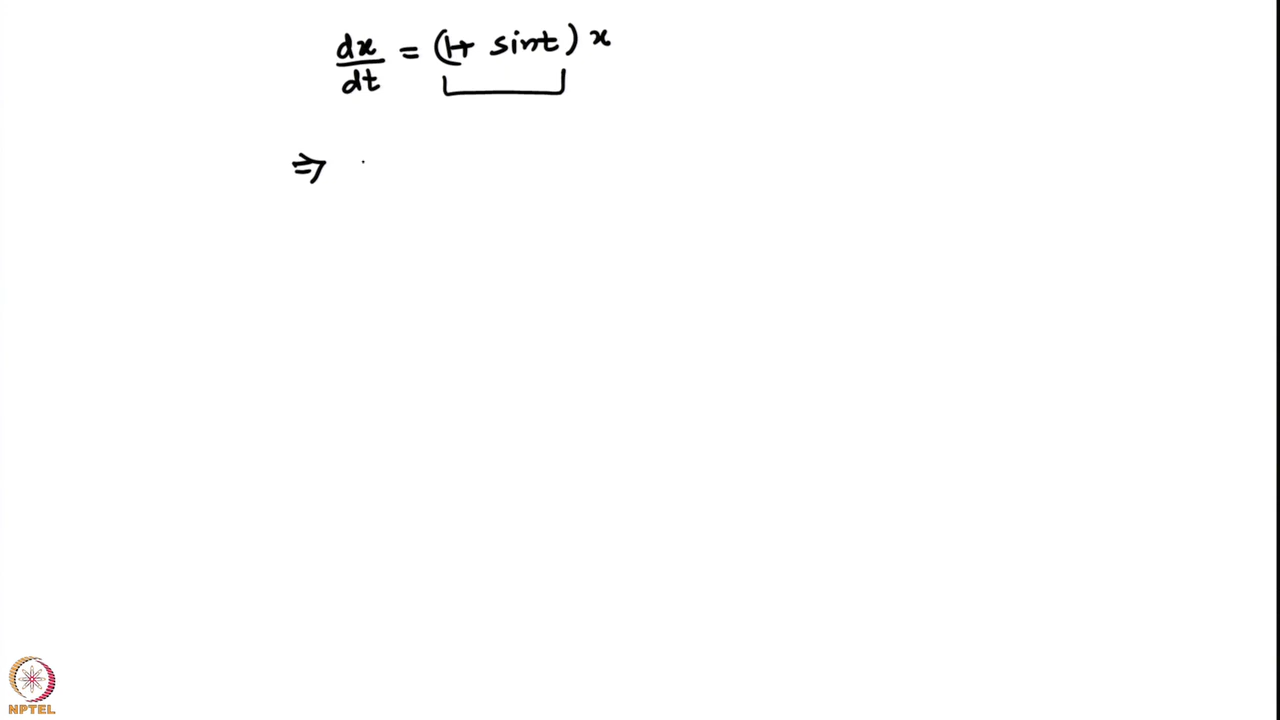 dx/dt = (1+ sint) x
⇒
NPTEL